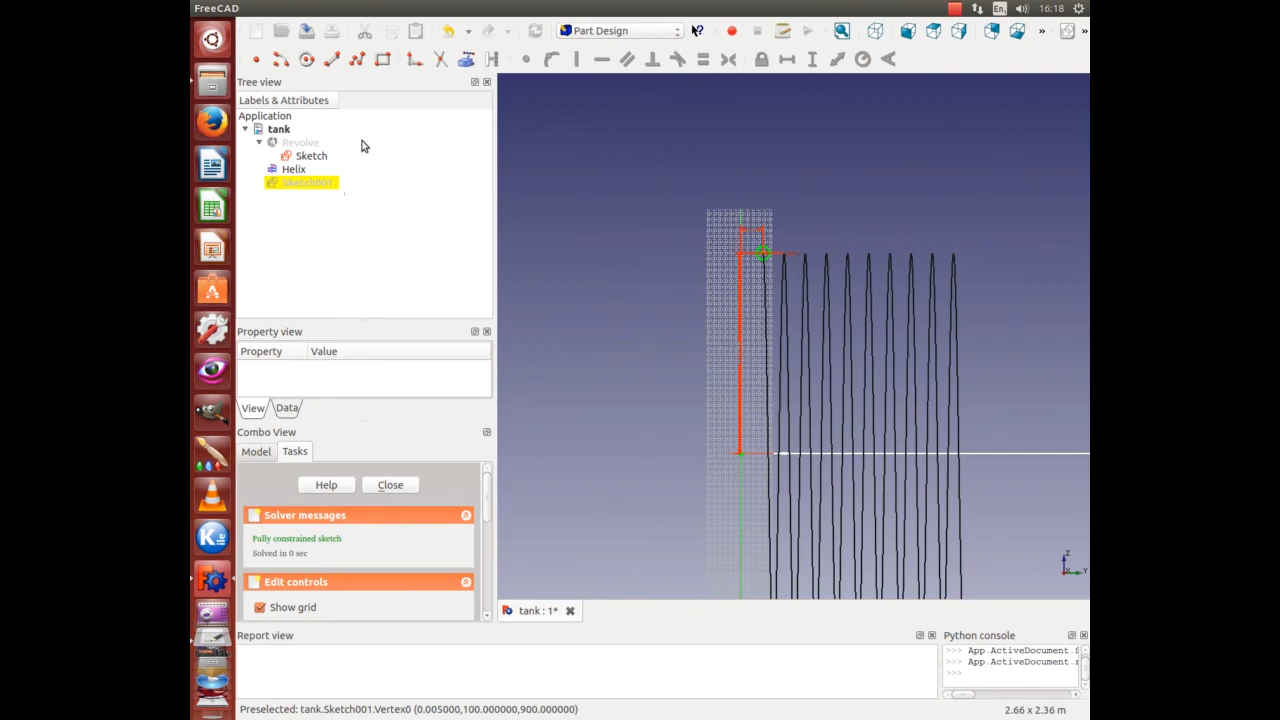 FreeCAD
En
16:18
Part Design
Tree view
Labels & Attributes
Application
tank
Revolve
Sketch
Helix
Sketch001
Property view
Property
Value
View
Data
Combo View
Model
Tasks
Help
Close
Solver messages
Fully constrained sketch
Solved in 0 sec
Edit controls
Show grid
Z
X
Y
tank : 1*
Report view
Python console
>>> App.ActiveDocument.
>>> App.ActiveDocument.
>>>
Preselected: tank.Sketch001.Vertex0 (0.005000,100.000000,900.000000)
2.66 x 2.36 m